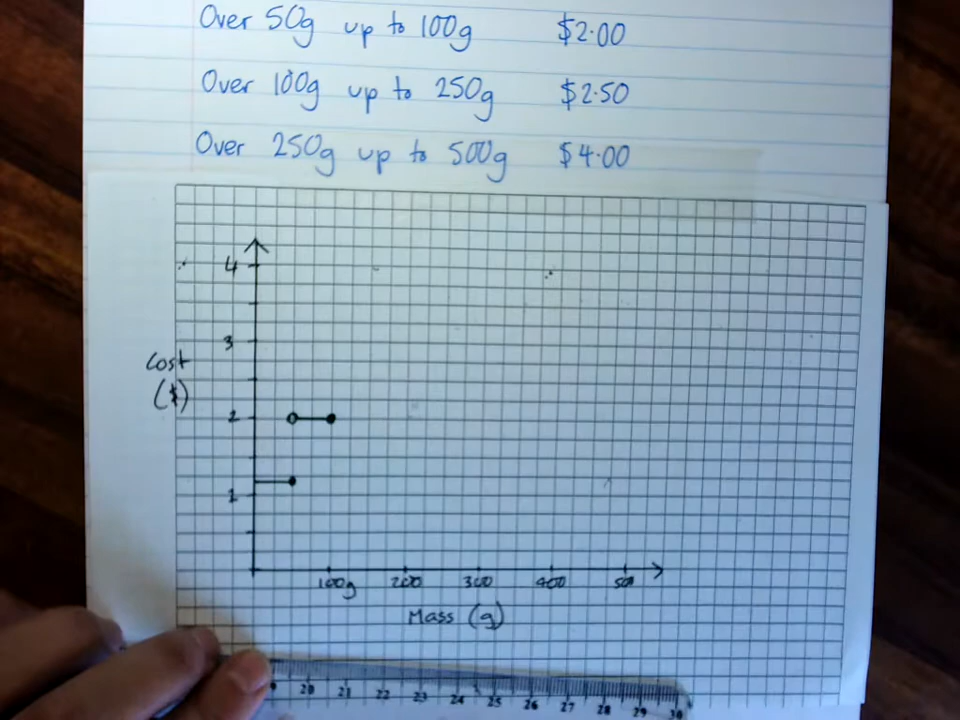 Over 50g up to 100g $2.00
Over 100g up to 250g $2.50
Over 250g up to 500g $4.00
4
3
Cost
($)
2
1
100g 200 300 400 500
Mass (g)
20 21 22 23 24 25 26 27 28 29 30